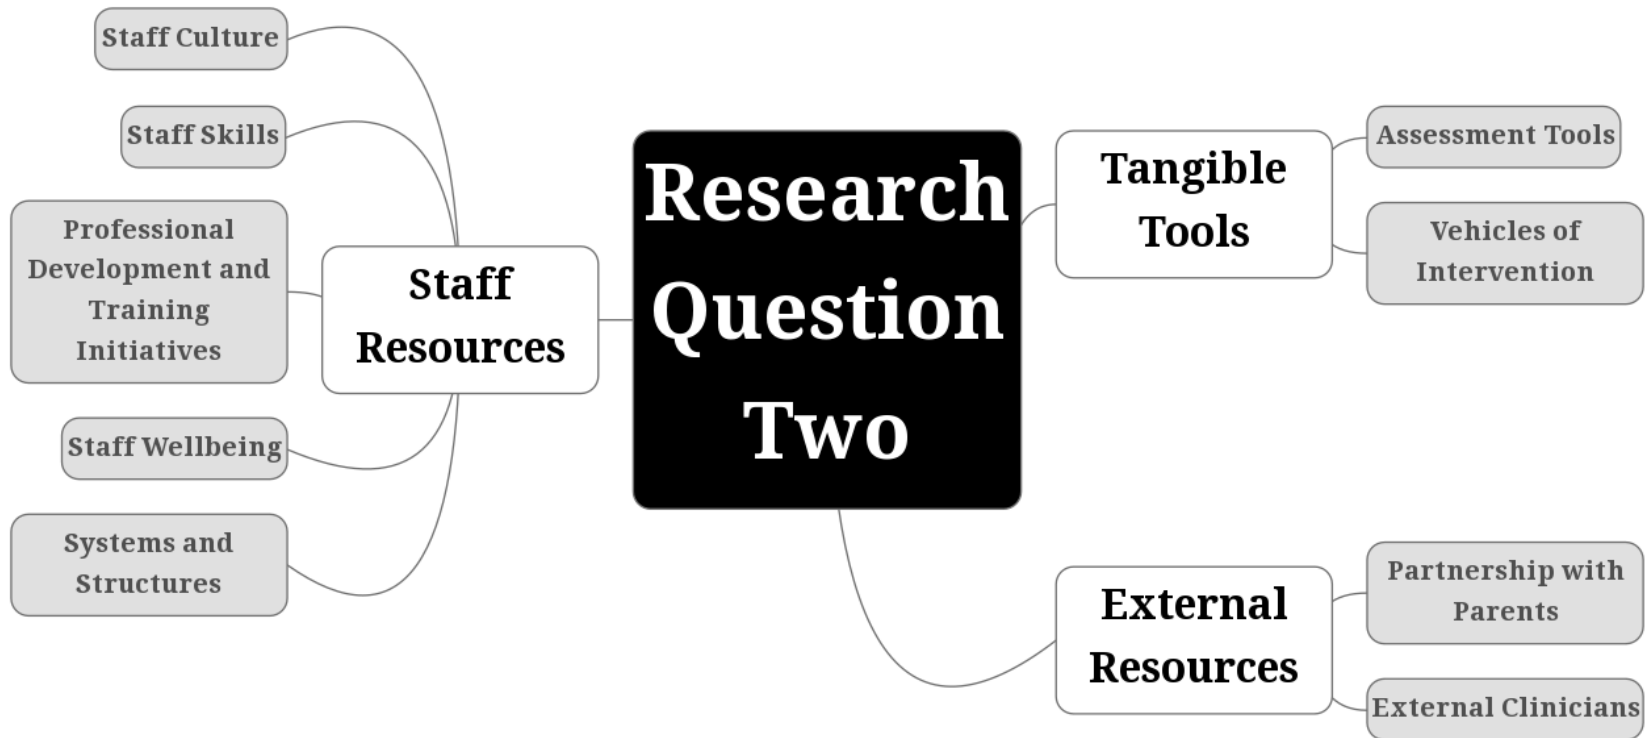 Staff Culture
Staff Skills
Professional
Development and
Training
Initiatives
Staff Wellbeing
Systems and
Structures
Staff
Resources
Research
Question
Two
Tangible
Tools
Assessment Tools
Vehicles of
Intervention
External
Resources
Partnership with
Parents
External Clinicians